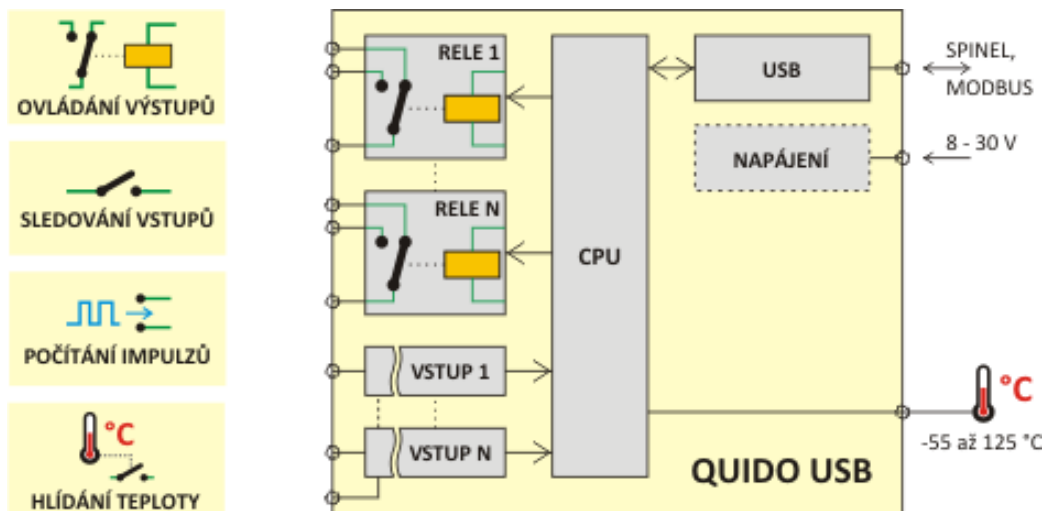 OVLÁDÁNÍ VÝSTUPŮ
SLEDOVÁNÍ VSTUPŮ
POČÍTÁNÍ IMPULZŮ
°C
HLÍDÁNÍ TEPLOTY
RELE 1
RELE N
VSTUP 1
VSTUP N
CPU
USB
NAPÁJENÍ
SPINEL,
MODBUS
8 - 30 V
°C
-55 až 125 °C
QUIDO USB